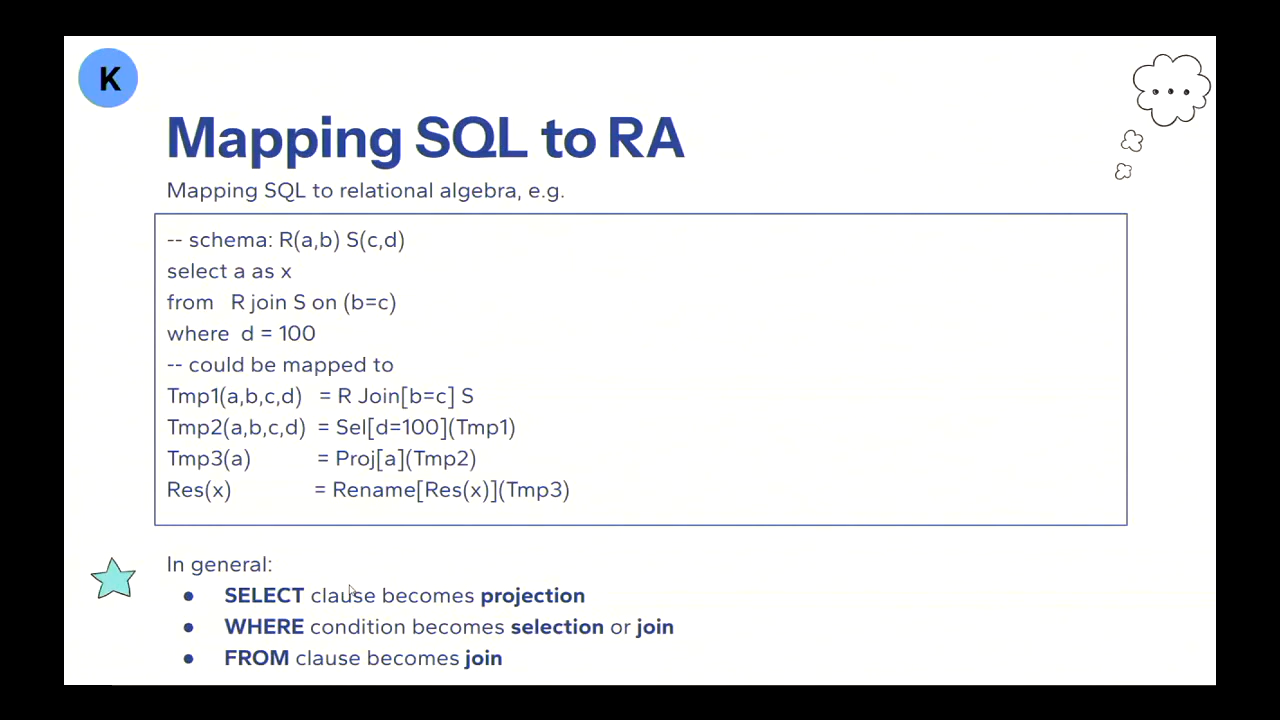 K
Mapping SQL to RA
Mapping SQL to relational algebra, e.g.
-- schema: R(a,b) S(c,d)
select a as x
from   R join S on (b=c)
where  d = 100
-- could be mapped to
Tmp1(a,b,c,d)   = R Join[b=c] S
Tmp2(a,b,c,d)  = Sel[d=100](Tmp1)
Tmp3(a)          = Proj[a](Tmp2)
Res(x)             = Rename[Res(x)](Tmp3)
In general:
● SELECT clause becomes projection
● WHERE condition becomes selection or join
● FROM clause becomes join